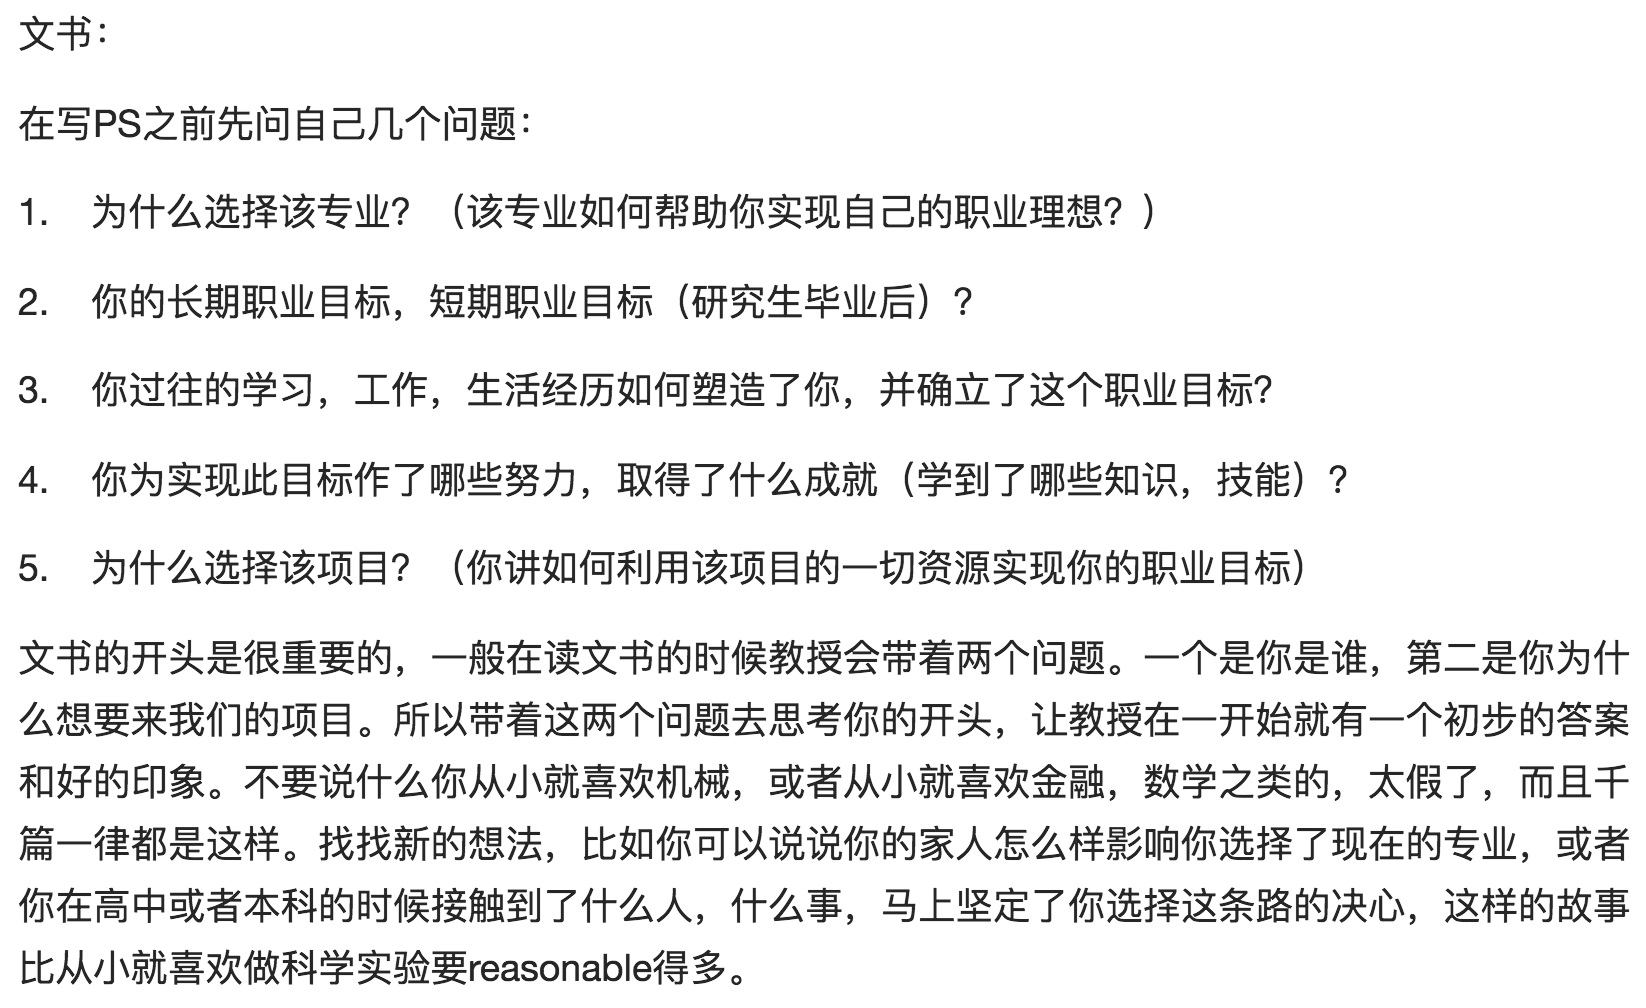 文书：
在写PS之前先问自己几个问题：
1. 为什么选择该专业？（该专业如何帮助你实现自己的职业理想？）
2. 你的长期职业目标，短期职业目标（研究生毕业后）?
3. 你过往的学习，工作，生活经历如何塑造了你，并确立了这个职业目标?
4. 你为实现此目标作了哪些努力，取得了什么成就（学到了哪些知识，技能）?
5. 为什么选择该项目？（你讲如何利用该项目的一切资源实现你的职业目标）
文书的开头是很重要的，一般在读文书的时候教授会带着两个问题。一个是你是谁，第二是你为什
么想要来我们的项目。所以带着这两个问题去思考你的开头，让教授在一开始就有一个初步的答案
和好的印象。不要说什么你从小就喜欢机械，或者从小就喜欢金融，数学之类的，太假了，而且千
篇一律都是这样。找找新的想法，比如你可以说说你的家人怎么样影响你选择了现在的专业，或者
你在高中或者本科的时候接触到了什么人，什么事，马上坚定了你选择这条路的决心，这样的故事
比从小就喜欢做科学实验要reasonable得多。